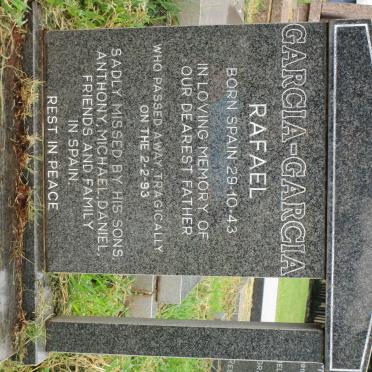 GARCIA-GARCIA
RAFAEL
BORN SPAIN 29-10-43
IN LOVING MEMORY OF
OUR DEAREST FATHER
WHO PASSED AWAY TRAGICALLY
ON THE 2-2-93
SADLY MISSED BY HIS SONS,
ANTHONY, MICHAEL, DANIEL,
FRIENDS AND FAMILY
IN SPAIN.
REST IN PEACE